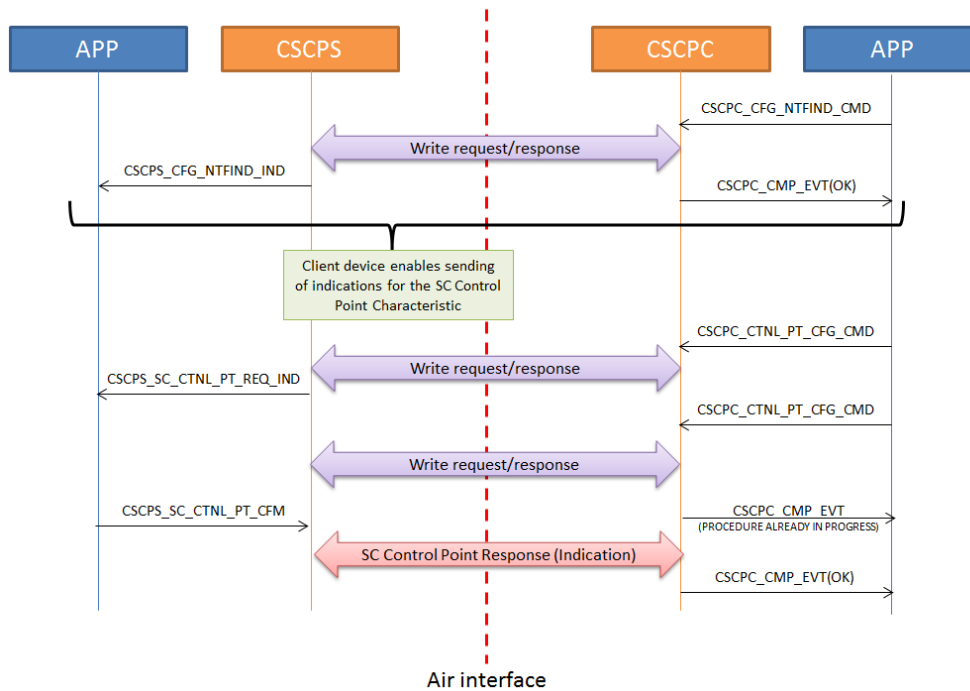 APP
CSCPS
CSCPC
APP
CSCPC_CFG_NTFIND_CMD
Write request/response
CSCPS_CFG_NTFIND_IND
CSCPC_CMP_EVT(OK)
Client device enables sending
of indications for the SC Control
Point Characteristic
CSCPC_CTNL_PT_CFG_CMD
Write request/response
CSCPS_SC_CTNL_PT_REQ_IND
CSCPC_CTNL_PT_CFG_CMD
Write request/response
CSCPS_SC_CTNL_PT_CFM
CSCPC_CMP_EVT
(PROCEDURE ALREADY IN PROGRESS)
SC Control Point Response (Indication)
CSCPC_CMP_EVT(OK)
Air interface